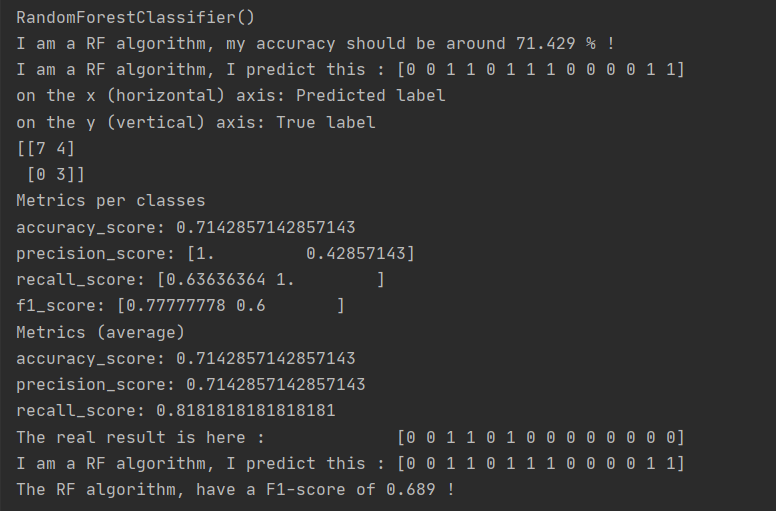 RandomForestClassifier()
I am a RF algorithm, my accuracy should be around 71.429 % !
I am a RF algorithm, I predict this : [0 0 1 1 0 1 1 1 0 0 0 0 1 1]
on the x (horizontal) axis: Predicted label
on the y (vertical) axis: True label
[[7 4]
 [0 3]]
Metrics per classes
accuracy_score: 0.7142857142857143
precision_score: [1.         0.42857143]
recall_score: [0.63636364 1.        ]
f1_score: [0.77777778 0.6       ]
Metrics (average)
accuracy_score: 0.7142857142857143
precision_score: 0.7142857142857143
recall_score: 0.8181818181818181
The real result is here :             [0 0 1 1 0 1 0 0 0 0 0 0 0 0]
I am a RF algorithm, I predict this : [0 0 1 1 0 1 1 1 0 0 0 0 1 1]
The RF algorithm, have a F1-score of 0.689 !